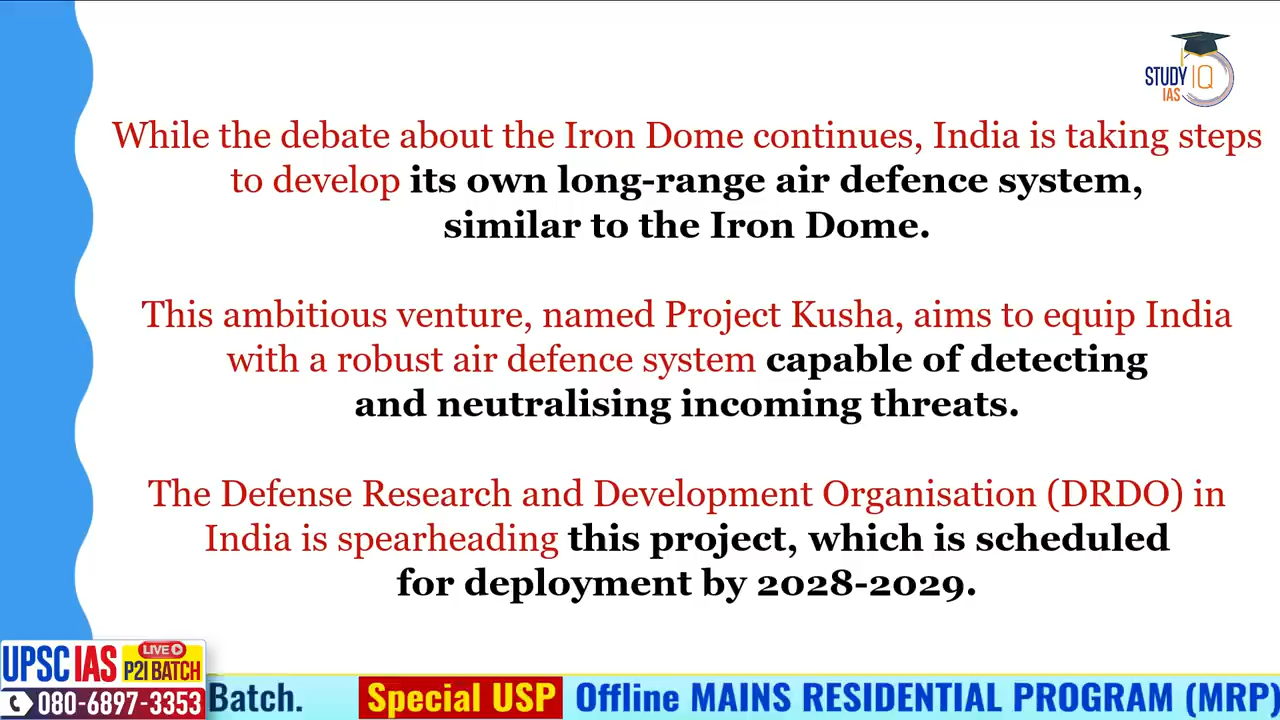 STUDY IQ
IAS
While the debate about the Iron Dome continues, India is taking steps
to develop its own long-range air defence system,
similar to the Iron Dome.
This ambitious venture, named Project Kusha, aims to equip India
with a robust air defence system capable of detecting
and neutralising incoming threats.
The Defense Research and Development Organisation (DRDO) in
India is spearheading this project, which is scheduled
for deployment by 2028-2029.
UPSC IAS LIVE P2I BATCH
080-6897-3353
Batch. Special USP Offline MAINS RESIDENTIAL PROGRAM (MRP)